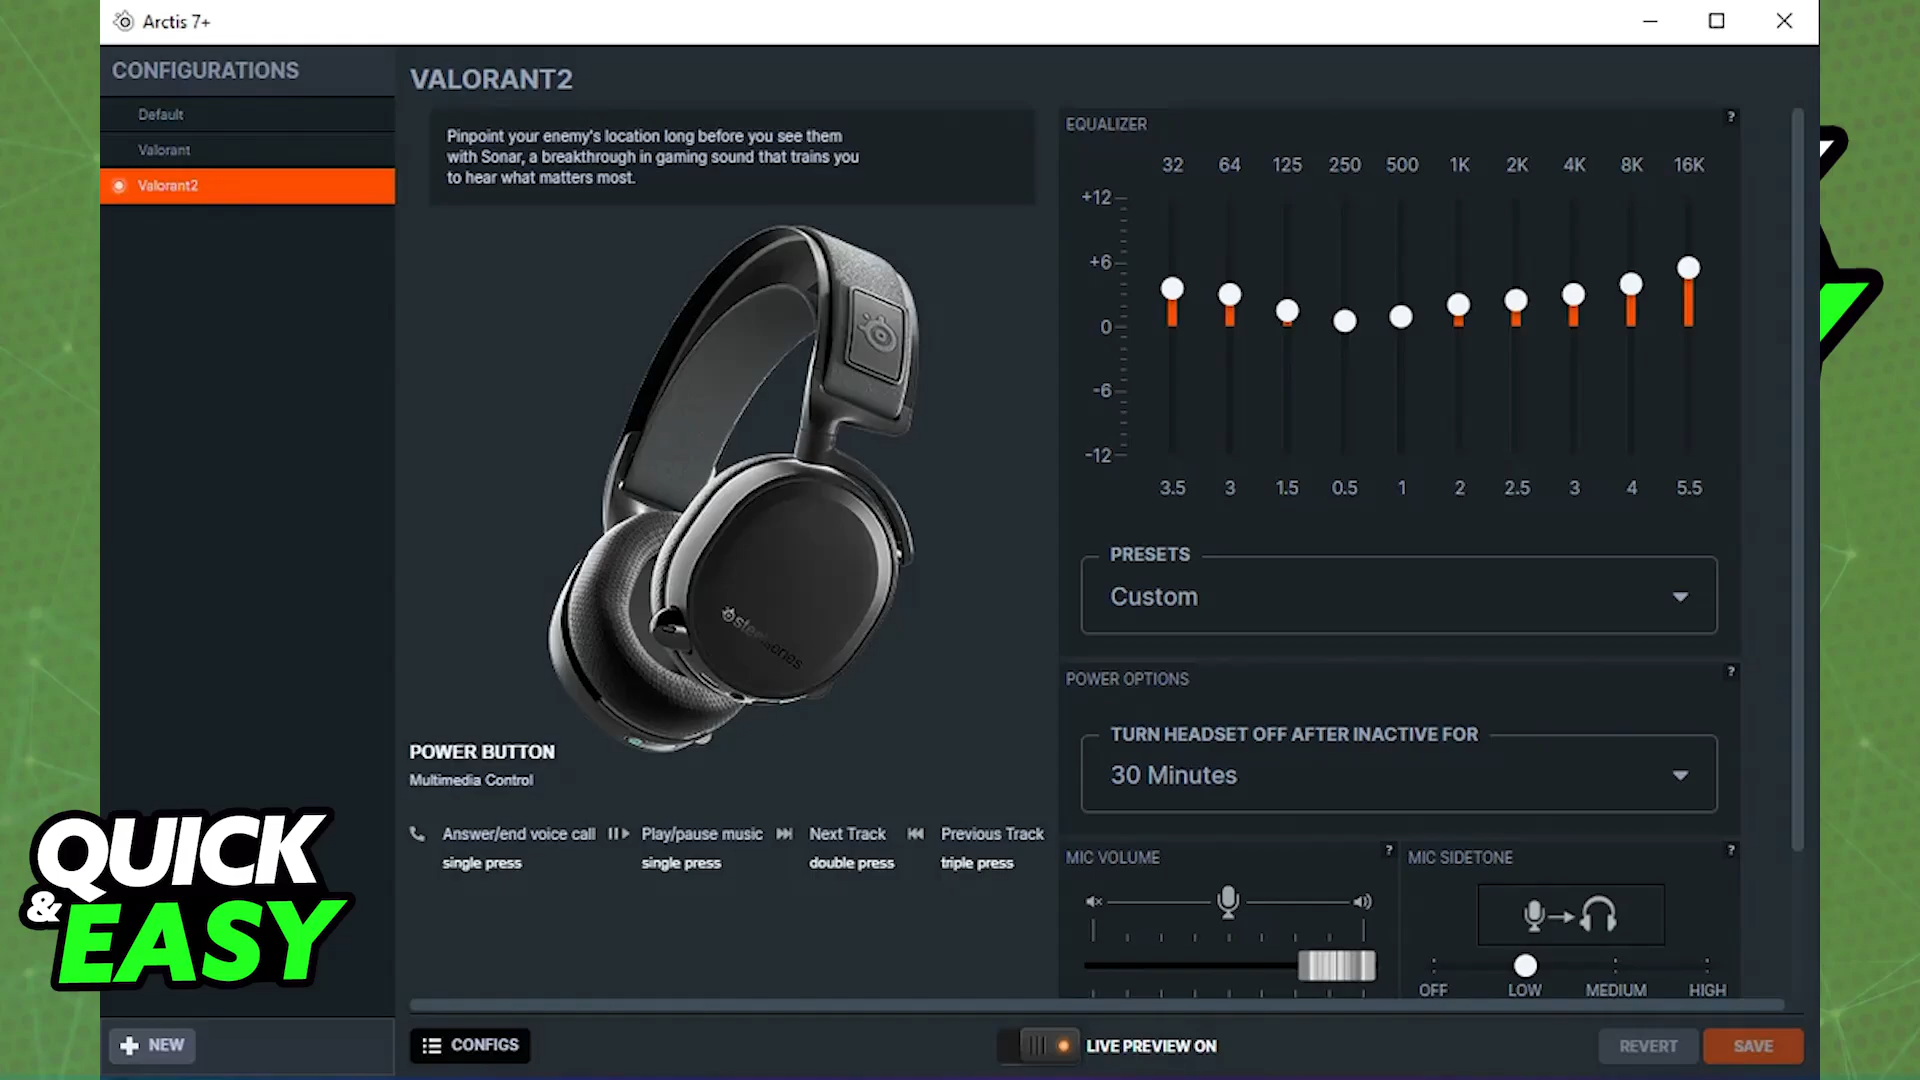 Arctis 7+
CONFIGURATIONS
Default
Valorant
Valorant2
VALORANT2
Pinpoint your enemy's location long before you see them
with Sonar, a breakthrough in gaming sound that trains you
to hear what matters most.
steelseries
POWER BUTTON
Multimedia Control
Answer/end voice call
single press
Play/pause music
single press
Next Track
double press
Previous Track
triple press
EQUALIZER
?
32 64 125 250 500 1K 2K 4K 8K 16K
+12
+6
0
-6
-12
3.5 3 1.5 0.5 1 2 2.5 3 4 5.5
PRESETS
Custom
POWER OPTIONS
?
TURN HEADSET OFF AFTER INACTIVE FOR
30 Minutes
MIC VOLUME
?
MIC SIDETONE
?
OFF LOW MEDIUM HIGH
QUICK
&
EASY
NEW
CONFIGS
LIVE PREVIEW ON
REVERT
SAVE